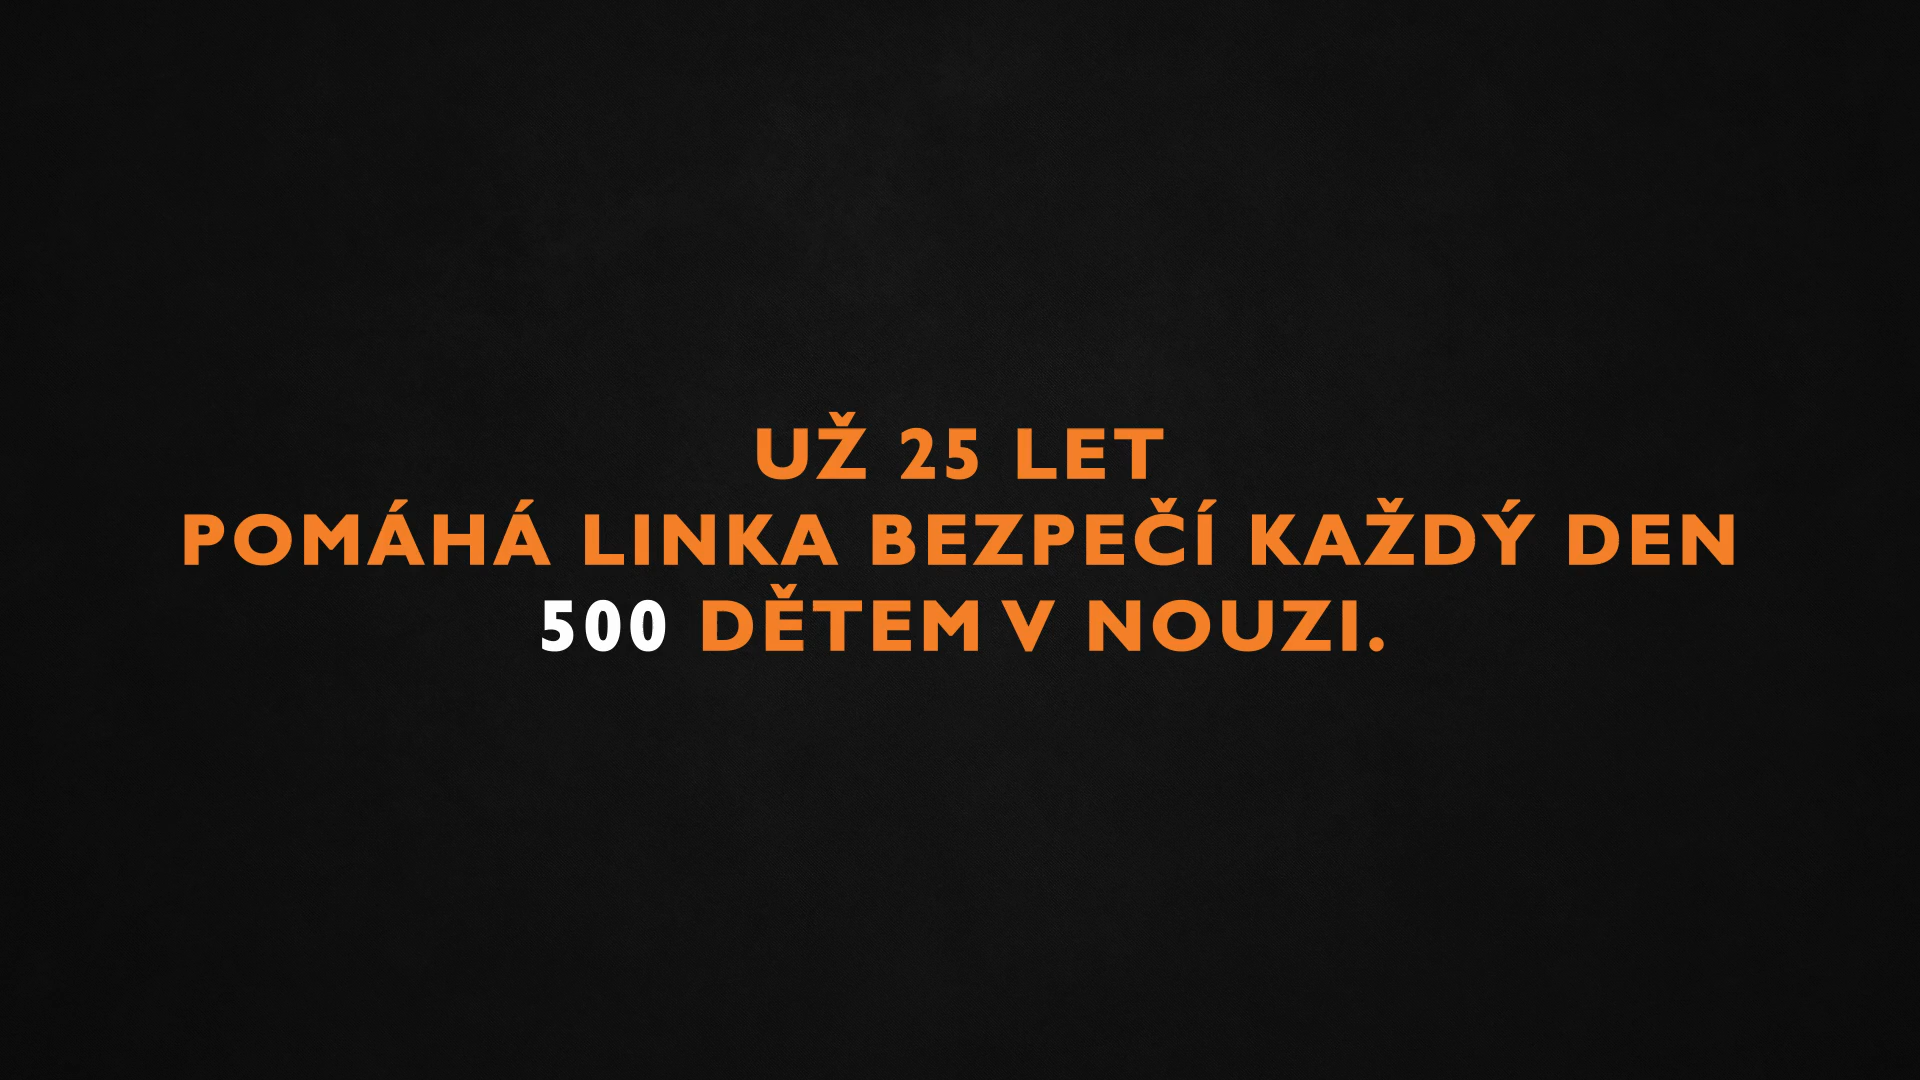 UŽ 25 LET
POMÁHÁ LINKA BEZPEČÍ KAŽDÝ DEN
500 DĚTEM V NOUZI.